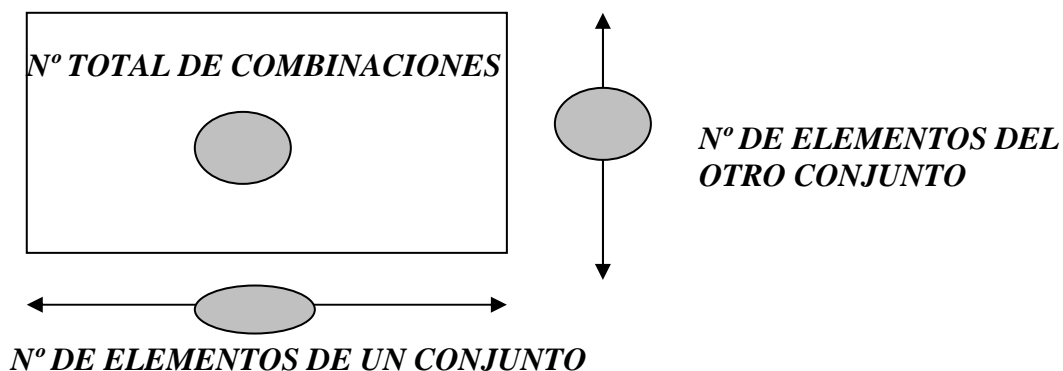 Nº TOTAL DE COMBINACIONES
Nº DE ELEMENTOS DEL
OTRO CONJUNTO
Nº DE ELEMENTOS DE UN CONJUNTO